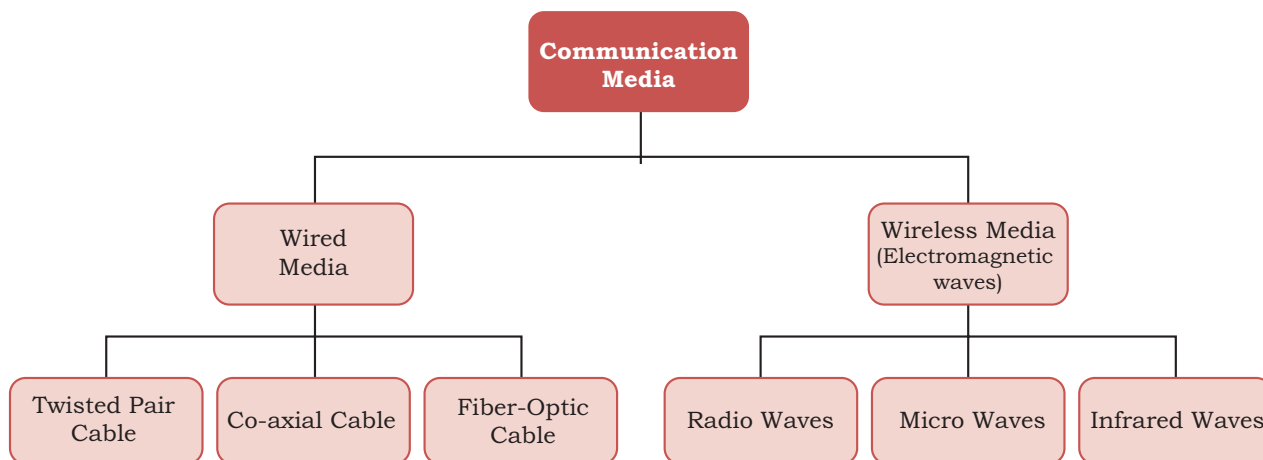 Communication
Media
Wired
Media
Wireless Media
(Electromagnetic
waves)
Twisted Pair
Cable
Co-axial Cable
Fiber-Optic
Cable
Radio Waves
Micro Waves
Infrared Waves